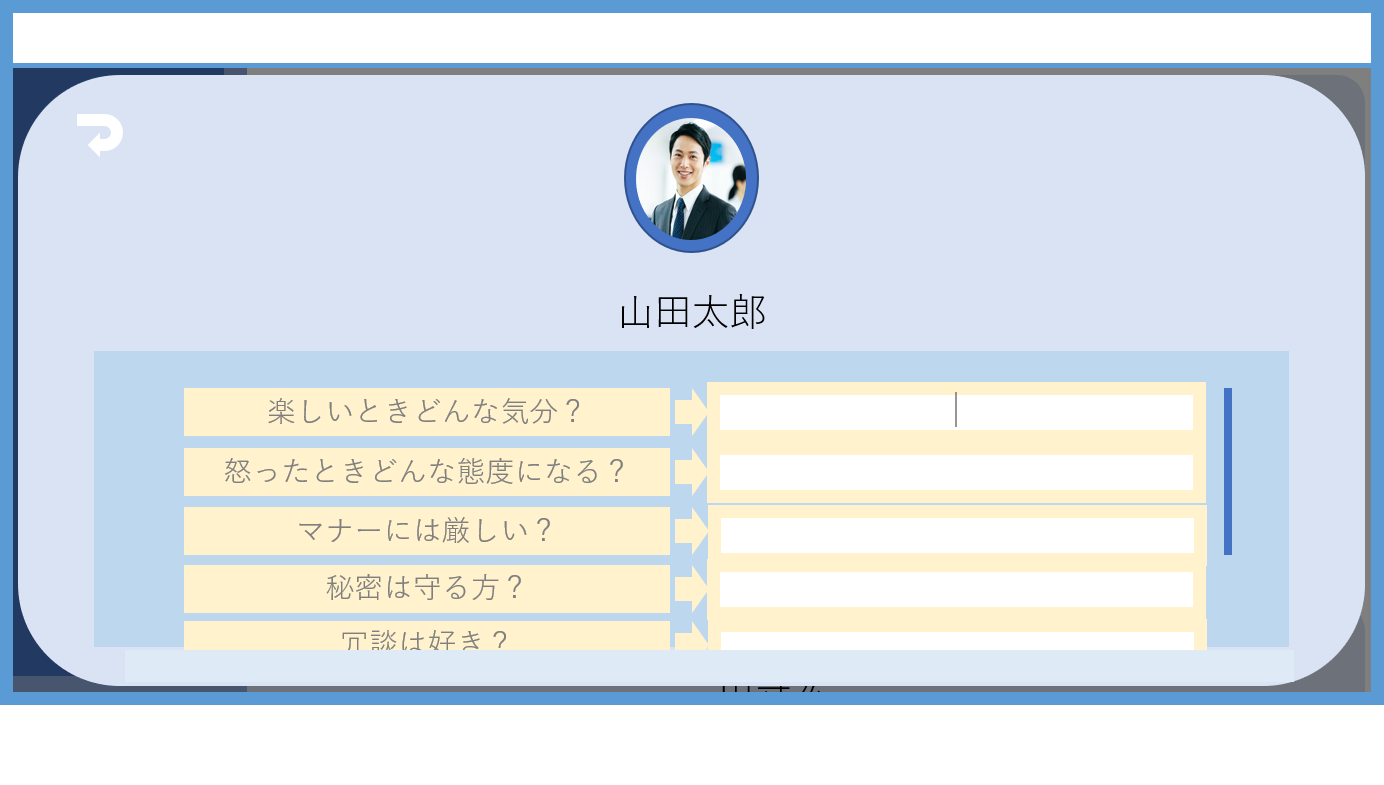 山田太郎
楽しいときどんな気分？
怒ったときどんな態度になる？
マナーには厳しい？
秘密は守る方？
冗談は好き？